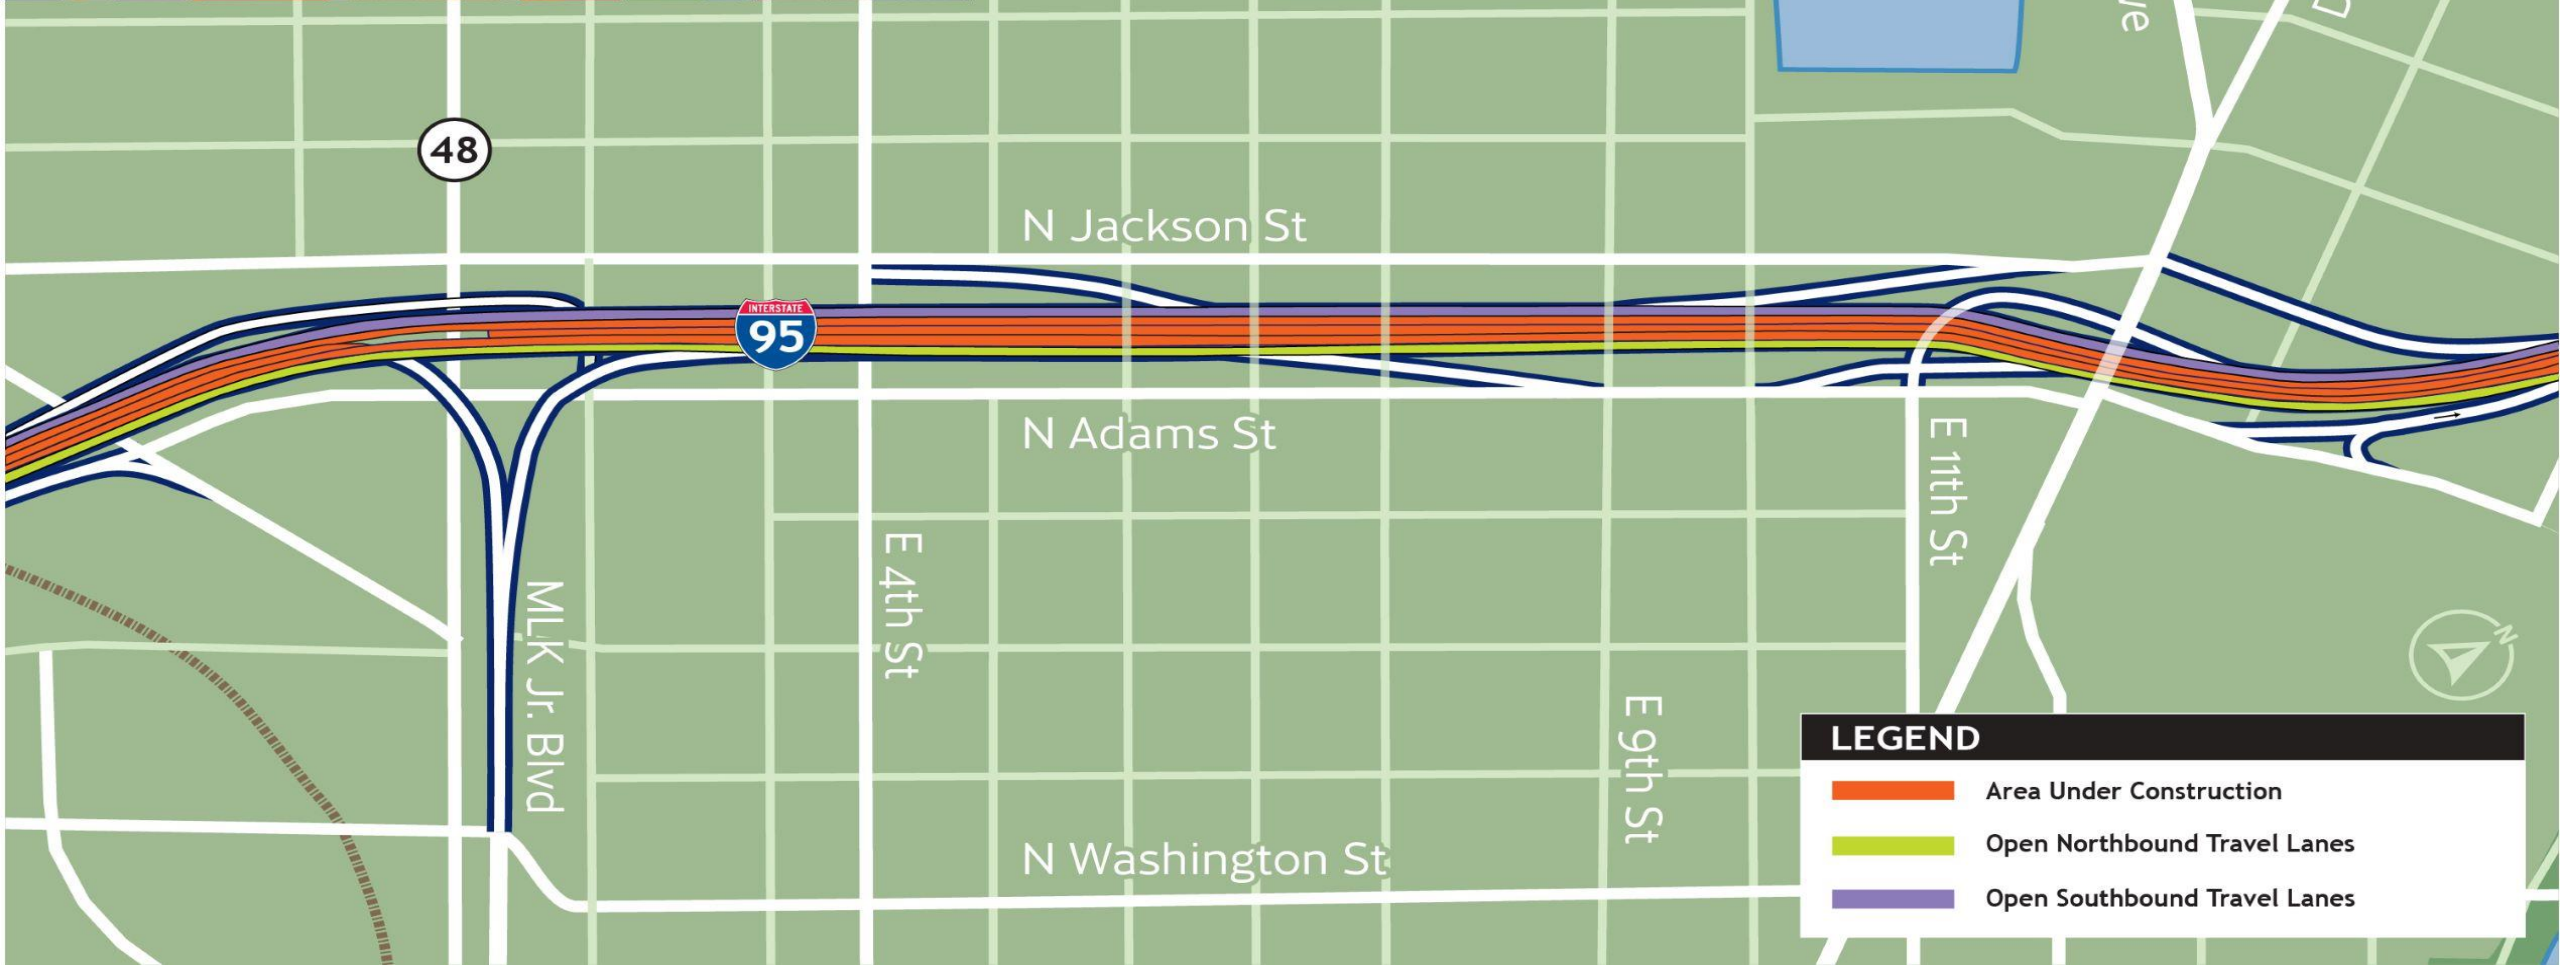 48
N Jackson St
INTERSTATE
95
N Adams St
E 11th St
E 4th St
MLK Jr. Blvd
N
E 9th St
N Washington St
LEGEND
Area Under Construction
Open Northbound Travel Lanes
Open Southbound Travel Lanes